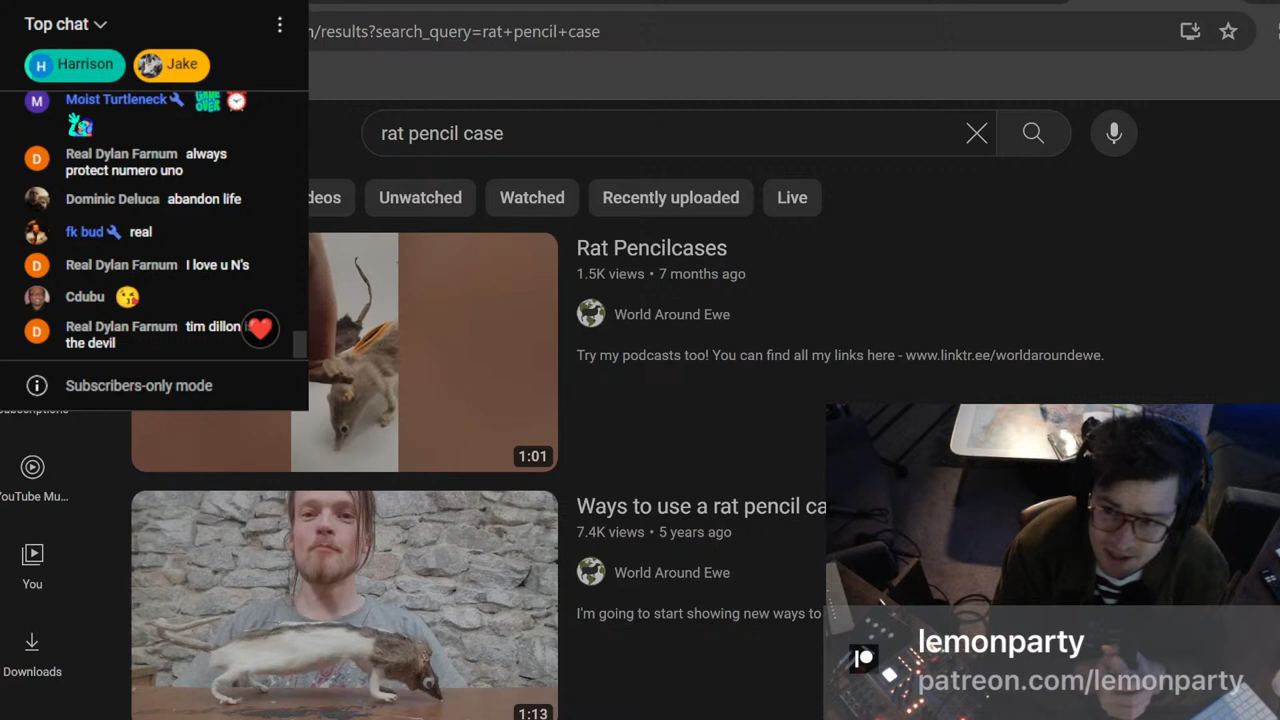 Top chat
Harrison
Jake
M Moist Turtleneck
GAME OVER
D Real Dylan Farnum always
protect numero uno
Dominic Deluca abandon life
fk bud real
D Real Dylan Farnum I love u N's
Cdubu
D Real Dylan Farnum tim dillon
the devil
Subscribers-only mode
/results?search_query=rat+pencil+case
rat pencil case
deos
Unwatched
Watched
Recently uploaded
Live
Rat Pencilcases
1.5K views • 7 months ago
World Around Ewe
Try my podcasts too! You can find all my links here - www.linktr.ee/worldaroundewe.
1:01
Ways to use a rat pencil ca
7.4K views • 5 years ago
World Around Ewe
I'm going to start showing new ways to
1:13
YouTube Mu...
You
Downloads
lemonparty
patreon.com/lemonparty